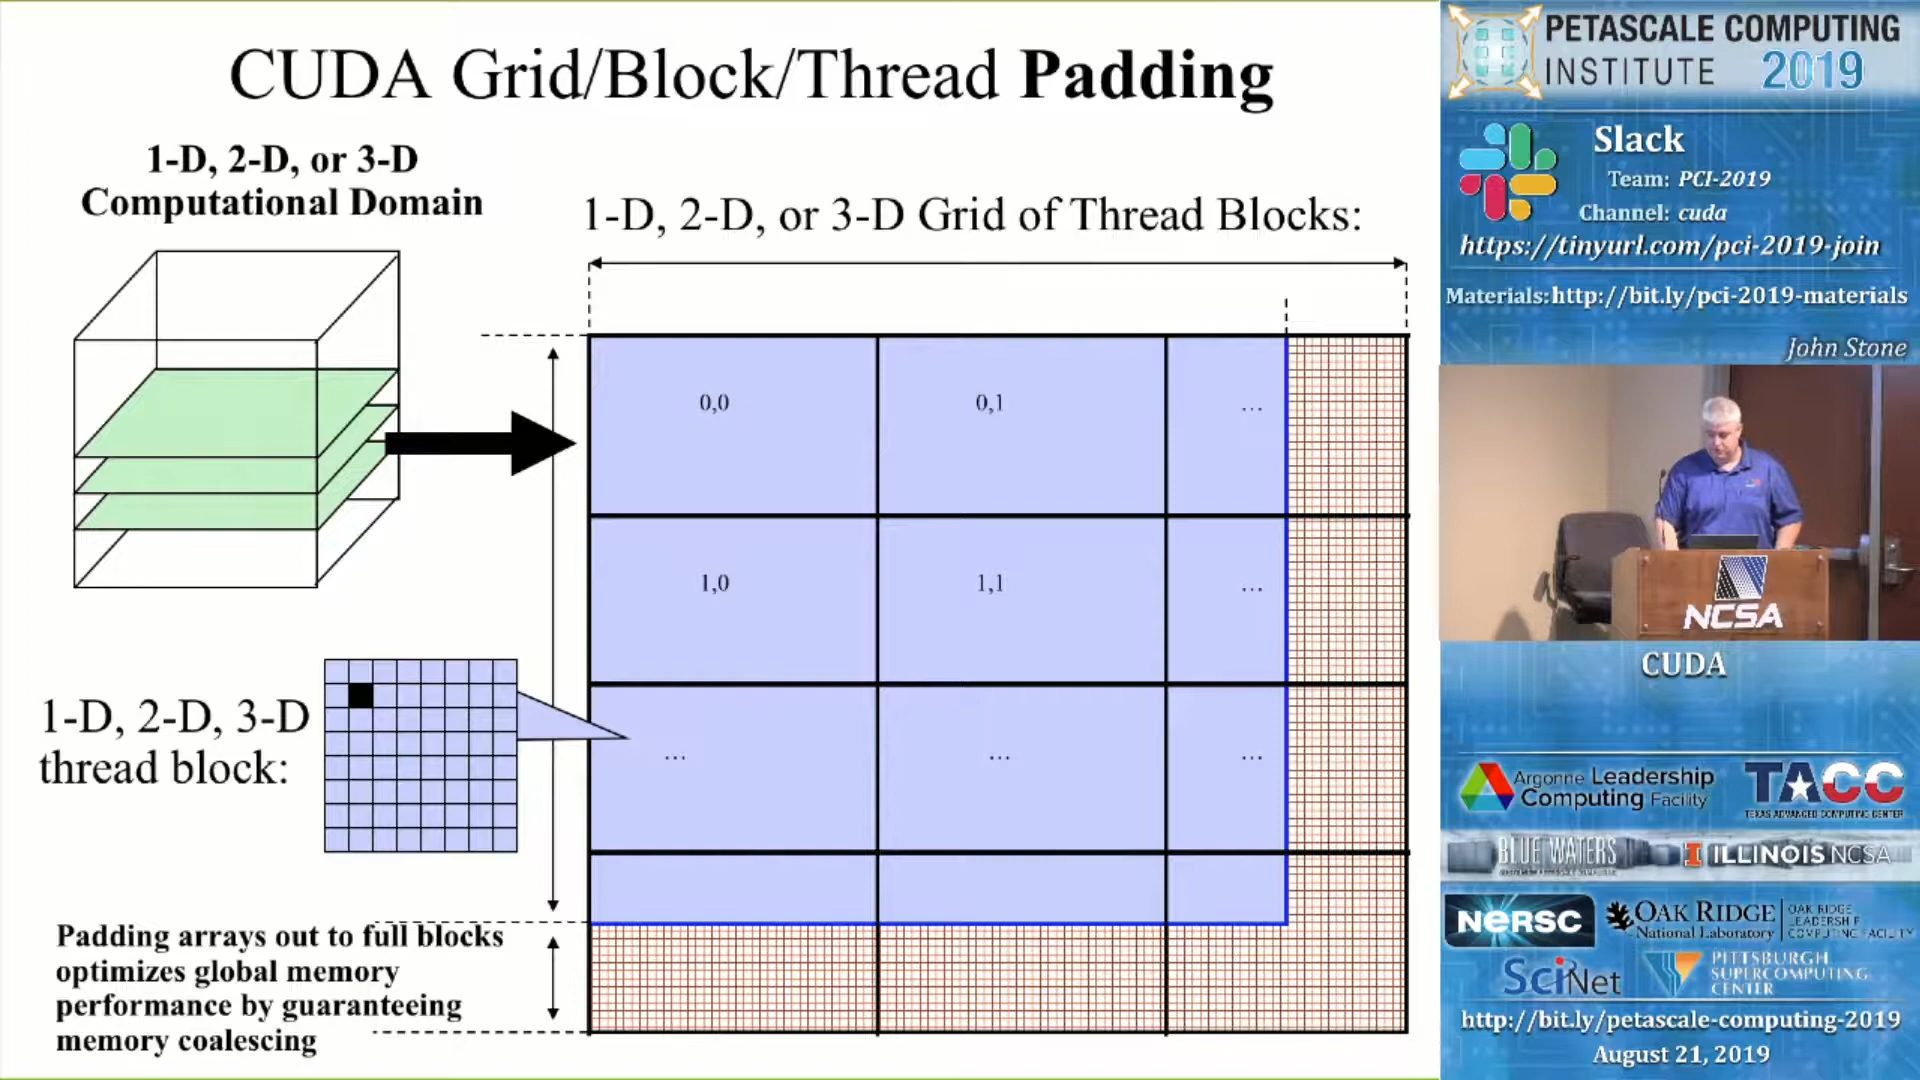 CUDA Grid/Block/Thread Padding
1-D, 2-D, or 3-D
Computational Domain
1-D, 2-D, or 3-D Grid of Thread Blocks:
0,0
0,1
...
1,0
1,1
...
...
...
...
1-D, 2-D, 3-D
thread block:
Padding arrays out to full blocks
optimizes global memory
performance by guaranteeing
memory coalescing
PETASCALE COMPUTING
INSTITUTE 2019
Slack
Team: PCI-2019
Channel: cuda
https://tinyurl.com/pci-2019-join
Materials:http://bit.ly/pci-2019-materials
John Stone
NCSA
CUDA
Argonne Leadership
Computing Facility
TACC
TEXAS ADVANCED COMPUTING CENTER
BLUE WATERS
ILLINOIS NCSA
NERSC
OAK RIDGE
National Laboratory
OAK RIDGE
LEADERSHIP
COMPUTING FACILITY
SciNet
PITTSBURGH
SUPERCOMPUTING
CENTER
http://bit.ly/petascale-computing-2019
August 21, 2019